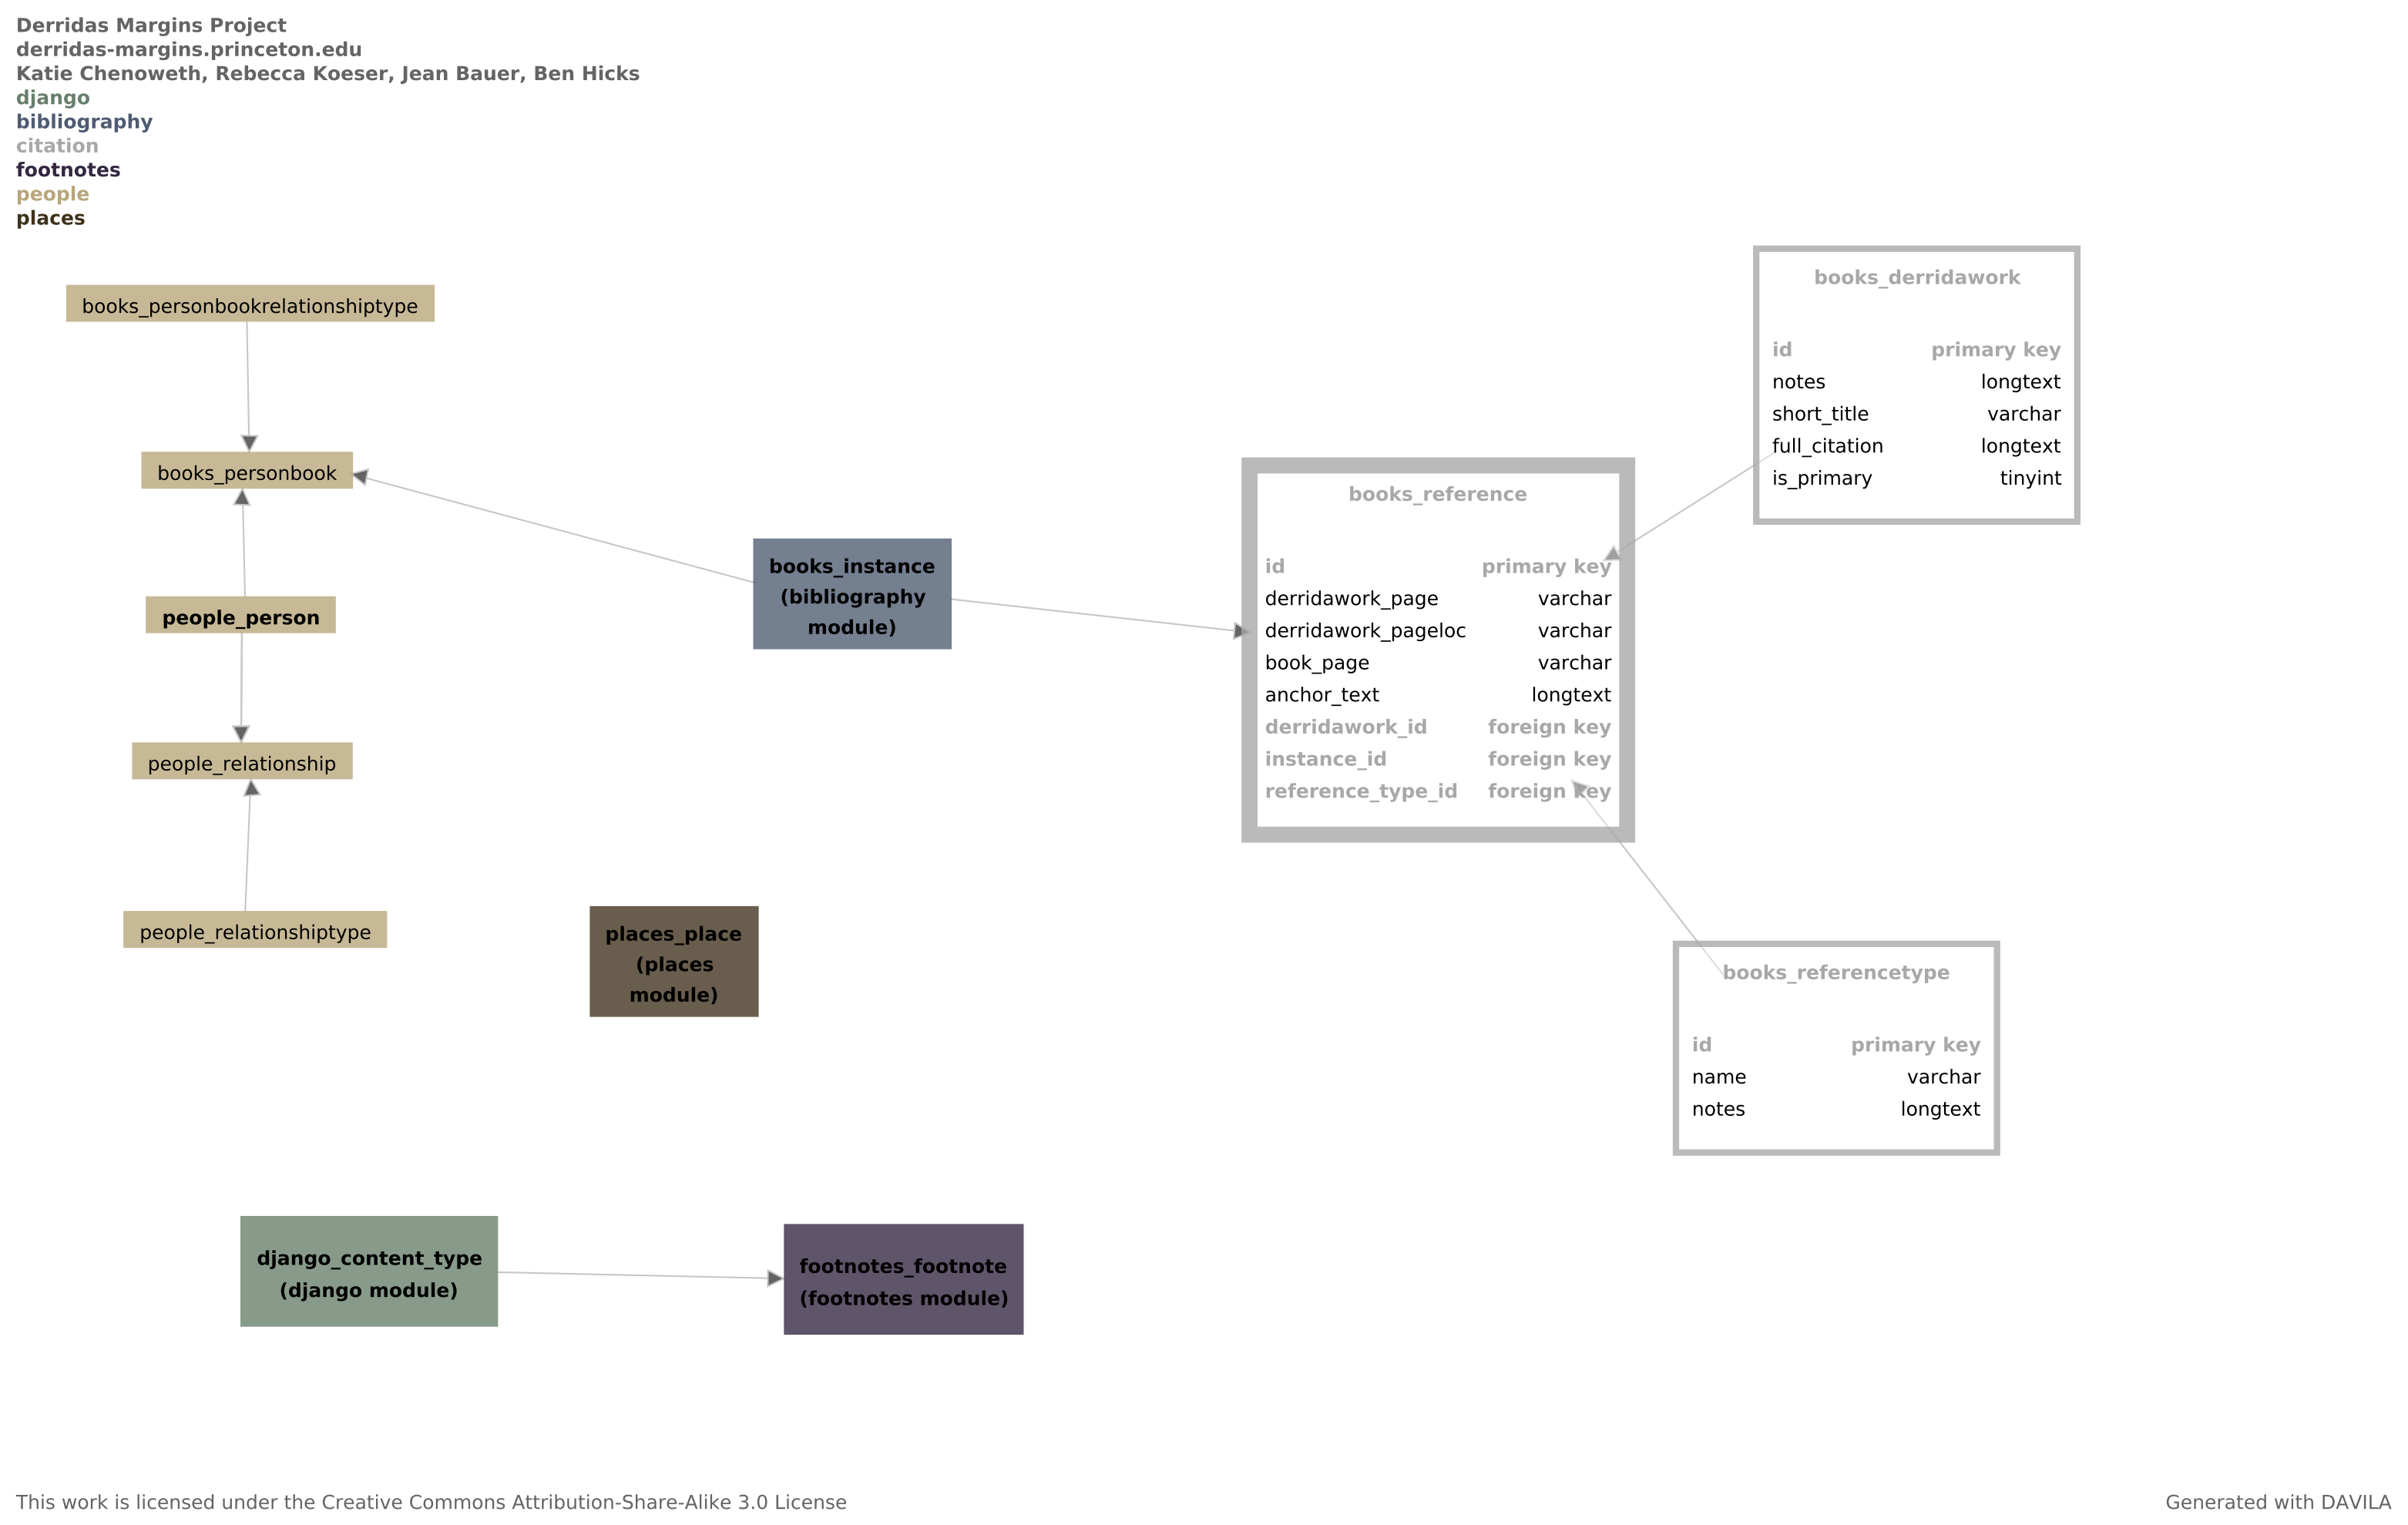 Derridas Margins Project
derridas-margins.princeton.edu
Katie Chenoweth, Rebecca Koeser, Jean Bauer, Ben Hicks
django
bibliography
citation
footnotes
people
places
books_personbookrelationshiptype
books_personbook
people_person
people_relationship
people_relationshiptype
books_instance
(bibliography
module)
places_place
(places
module)
django_content_type
(django module)
footnotes_footnote
(footnotes module)
books_reference
id primary key
derridawork_page varchar
derridawork_pageloc varchar
book_page varchar
anchor_text longtext
derridawork_id foreign key
instance_id foreign key
reference_type_id foreign key
books_derridawork
id primary key
notes longtext
short_title varchar
full_citation longtext
is_primary tinyint
books_referencetype
id primary key
name varchar
notes longtext
This work is licensed under the Creative Commons Attribution-Share-Alike 3.0 License
Generated with DAVILA